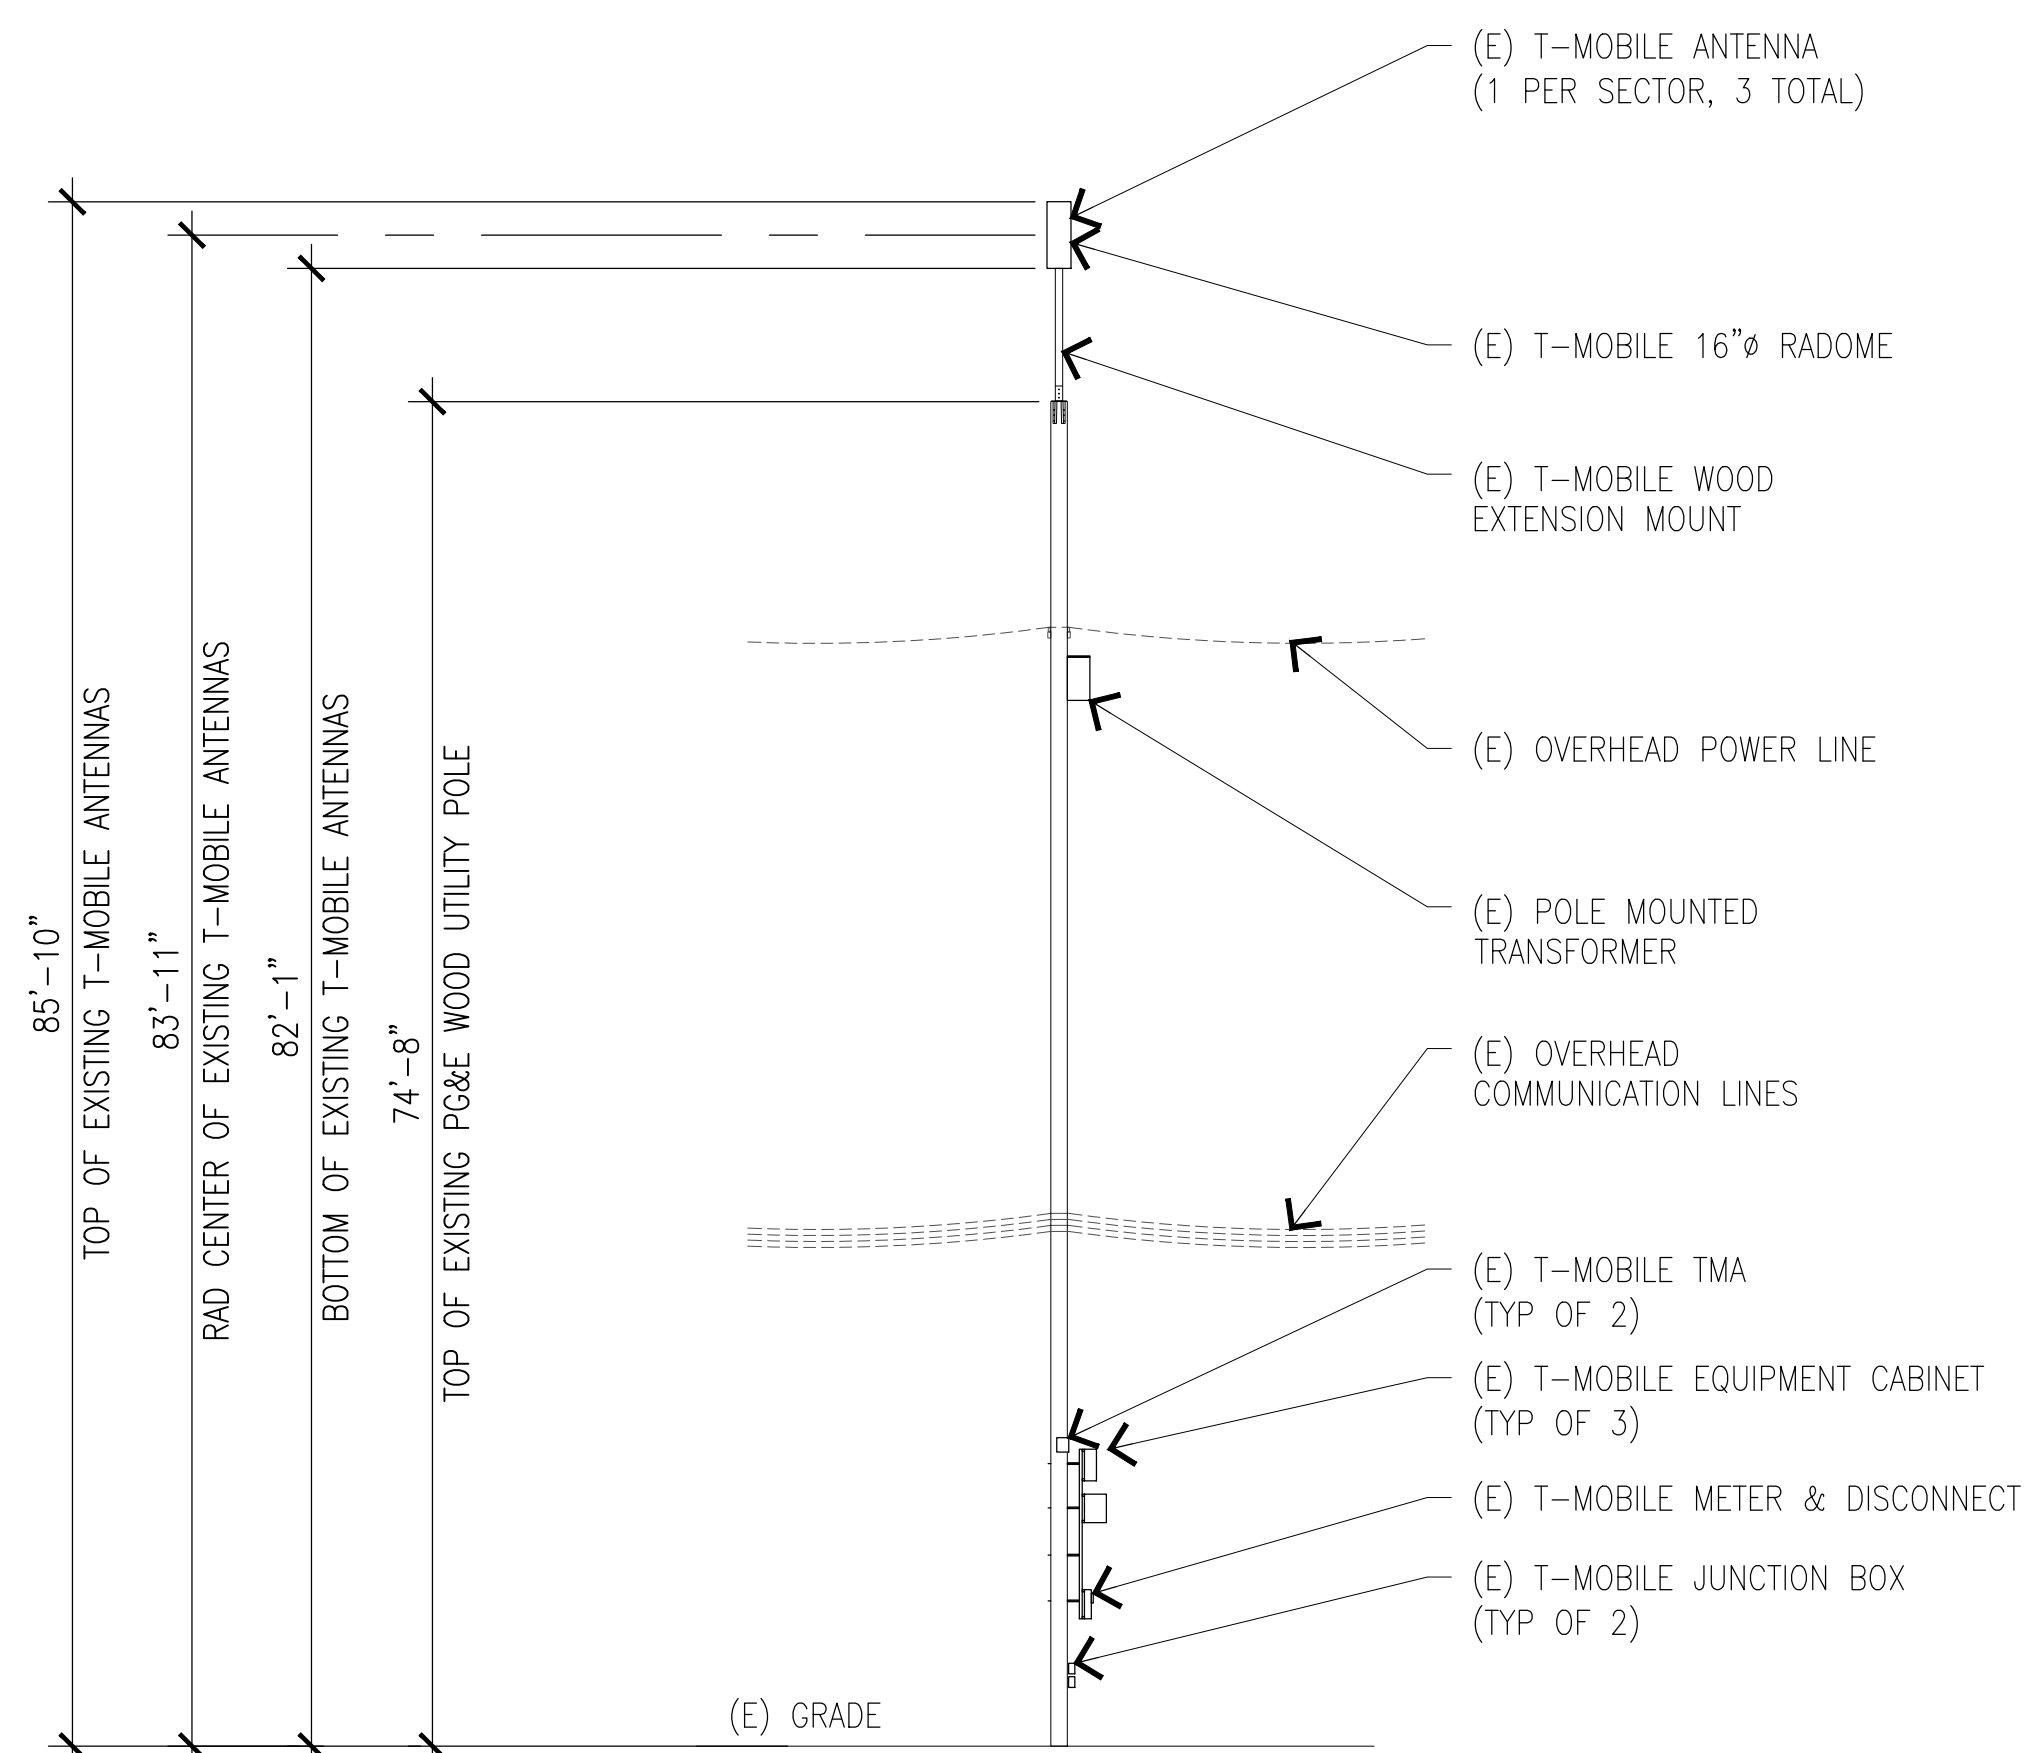 (E) T-MOBILE ANTENNA
(1 PER SECTOR, 3 TOTAL)
(E) T-MOBILE 16"ø RADOME
(E) T-MOBILE WOOD
EXTENSION MOUNT
(E) OVERHEAD POWER LINE
(E) POLE MOUNTED
TRANSFORMER
(E) OVERHEAD
COMMUNICATION LINES
(E) T-MOBILE TMA
(TYP OF 2)
(E) T-MOBILE EQUIPMENT CABINET
(TYP OF 3)
(E) T-MOBILE METER & DISCONNECT
(E) T-MOBILE JUNCTION BOX
(TYP OF 2)
85'-10"
TOP OF EXISTING T-MOBILE ANTENNAS
83'-11"
RAD CENTER OF EXISTING T-MOBILE ANTENNAS
82'-1"
BOTTOM OF EXISTING T-MOBILE ANTENNAS
74'-8"
TOP OF EXISTING PG&E WOOD UTILITY POLE
(E) GRADE